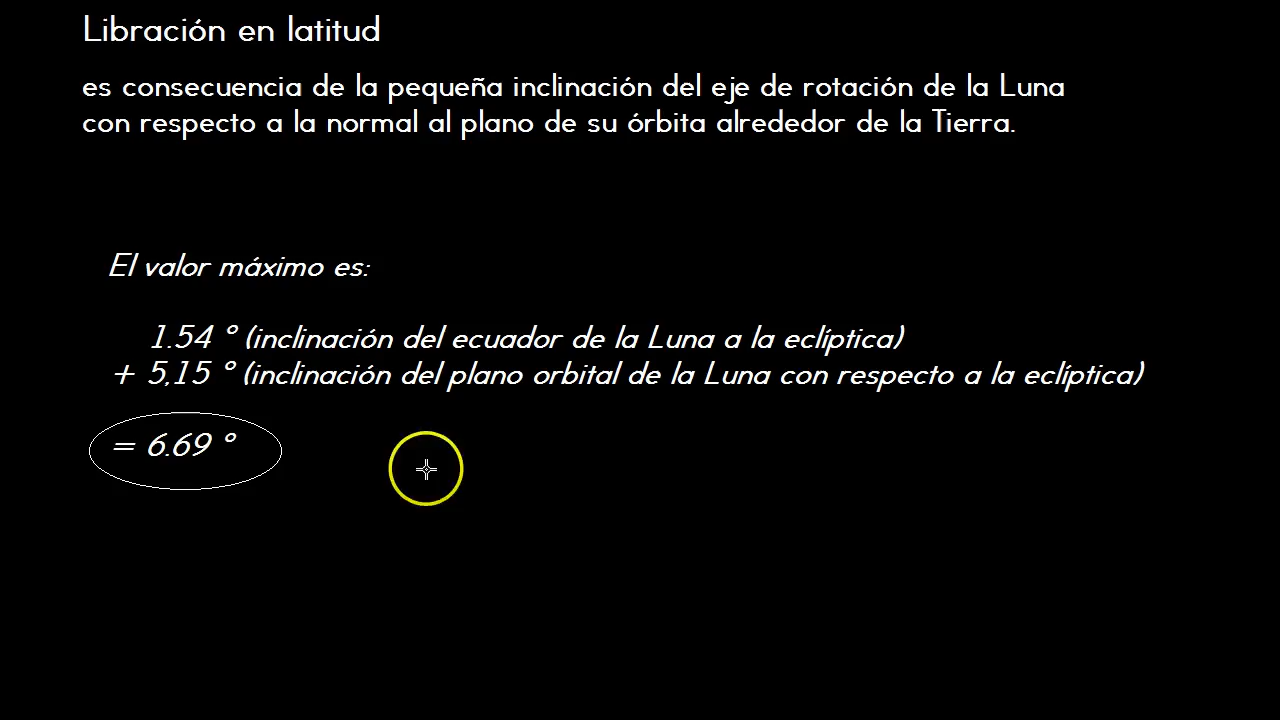 Libración en latitud
es consecuencia de la pequeña inclinación del eje de rotación de la Luna
con respecto a la normal al plano de su órbita alrededor de la Tierra.
El valor máximo es:
1.54 ° (inclinación del ecuador de la Luna a la eclíptica)
+ 5,15 ° (inclinación del plano orbital de la Luna con respecto a la eclíptica)
= 6.69 °